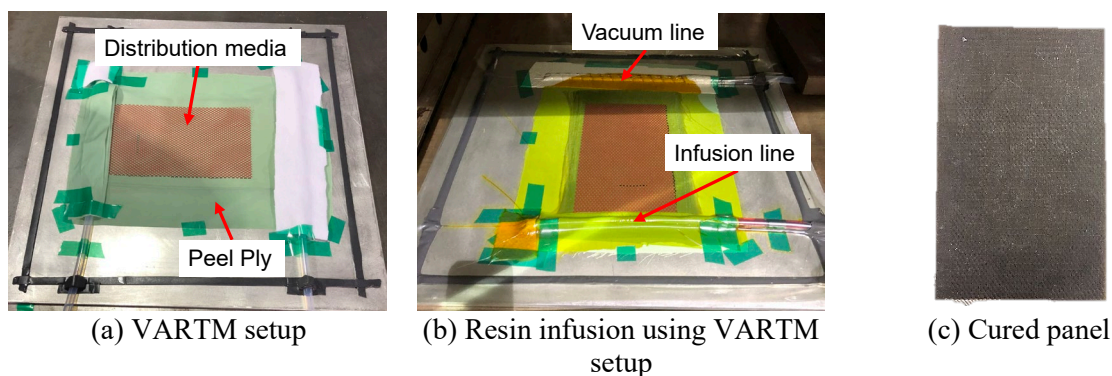 Distribution media
Peel Ply
Vacuum line
Infusion line
(a) VARTM setup
(b) Resin infusion using VARTM
setup
(c) Cured panel